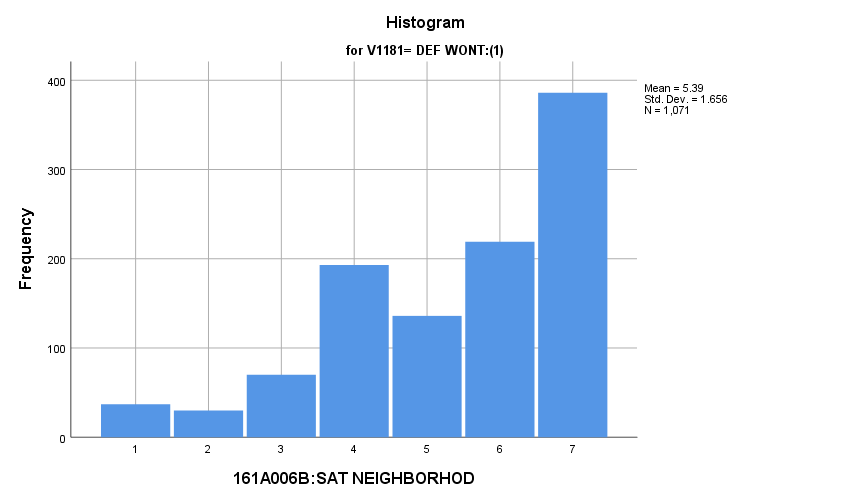 Histogram
for V1181= DEF WONT:(1)
Mean = 5.39
Std. Dev. = 1.656
N = 1,071
Frequency
400
300
200
100
0
1 2 3 4 5 6 7
161A006B:SAT NEIGHBORHOD